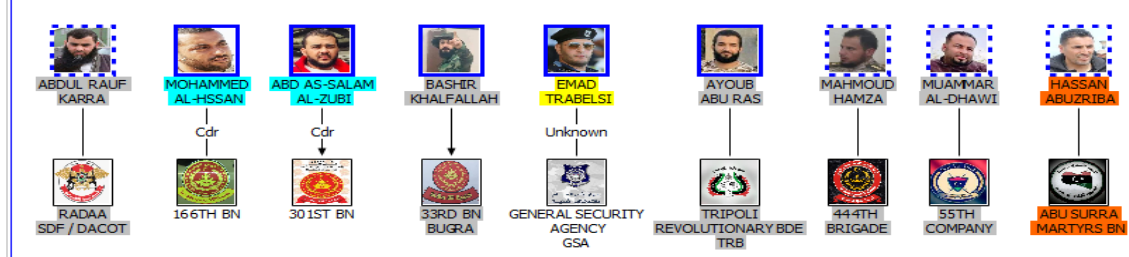 ABDUL RAUF
KARRA
MOHAMMED
AL-HSSAN
ABD AS-SALAM
AL-ZUBI
BASHIR
KHALFALLAH
EMAD
TRABELSI
AYOUB
ABU RAS
MAHMOUD
HAMZA
MUAMMAR
AL-DHAWI
HASSAN
ABUZRIBA
Cdr
Cdr
Unknown
RADAA
SDF / DACOT
166TH BN
301ST BN
33RD BN
BUGRA
GENERAL SECURITY
AGENCY
GSA
TRIPOLI
REVOLUTIONARY BDE
TRB
444TH
BRIGADE
55TH
COMPANY
ABU SURRA
MARTYRS BN